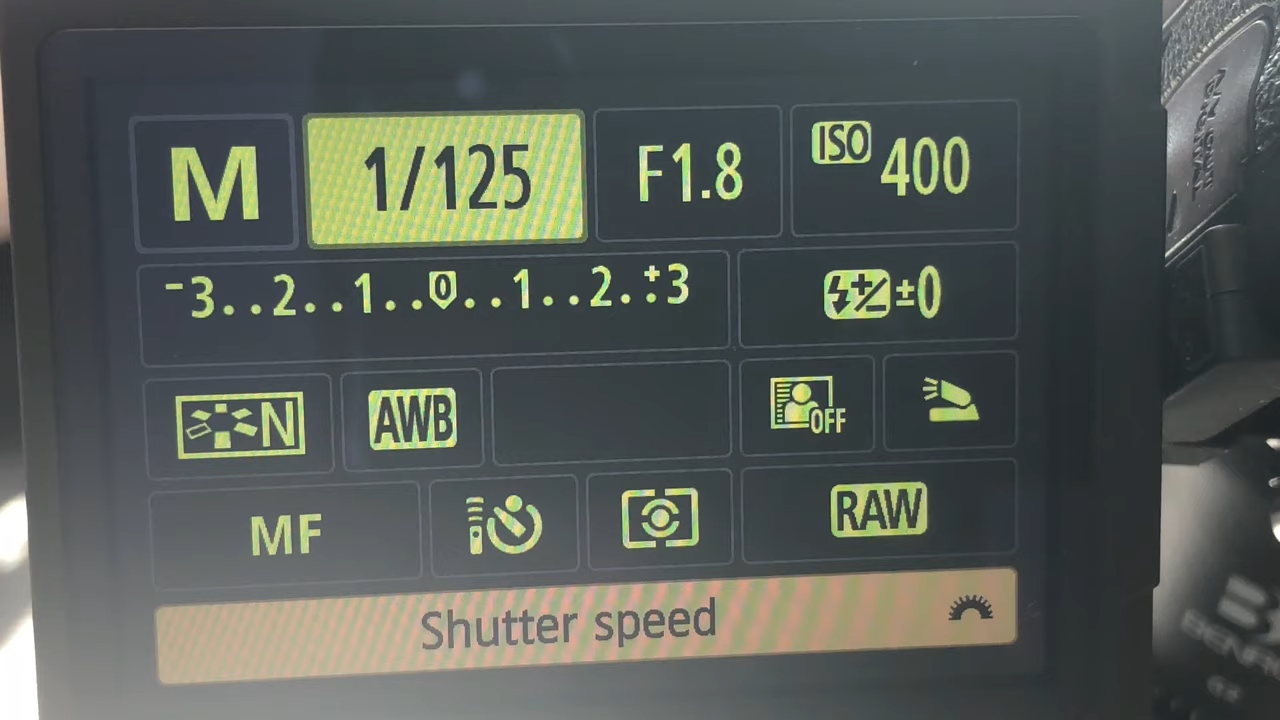 M 1/125 F1.8 ISO 400
-3..2..1..0..1..2..+3 ±0
N AWB OFF
MF RAW
Shutter speed